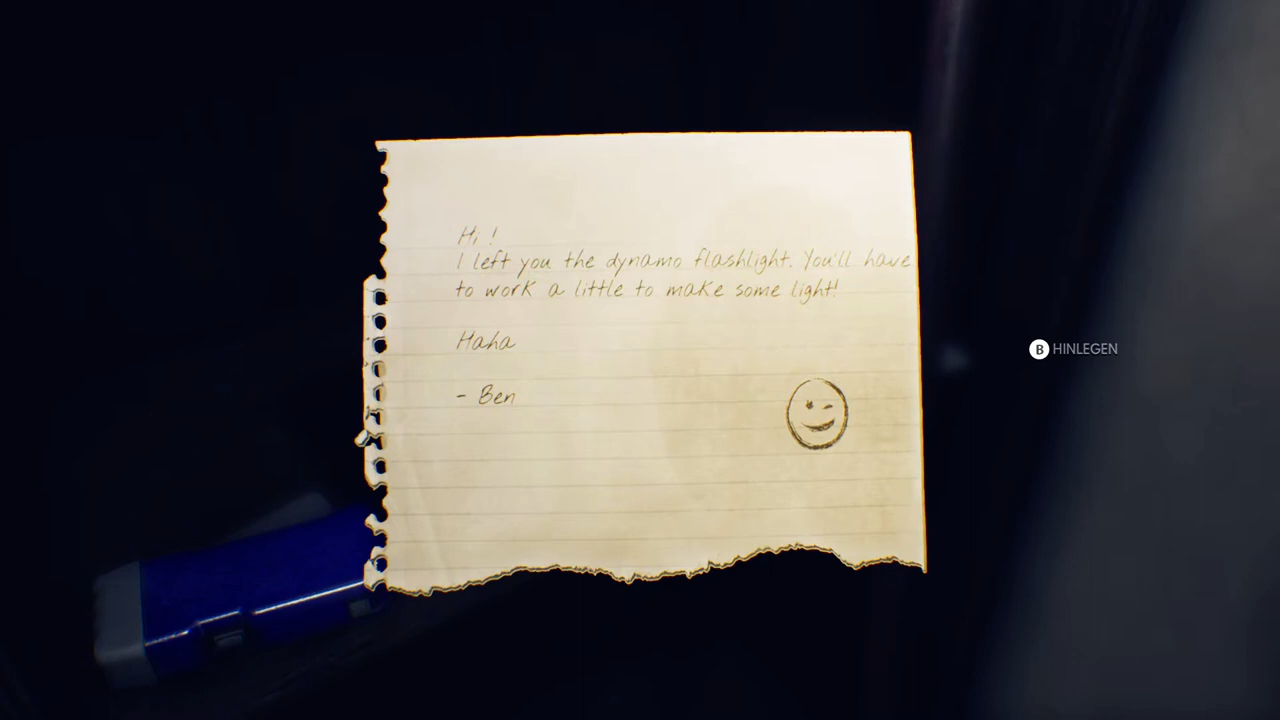 Hi !
I left you the dynamo flashlight. You'll have
to work a little to make some light!
Haha
- Ben
B HINLEGEN